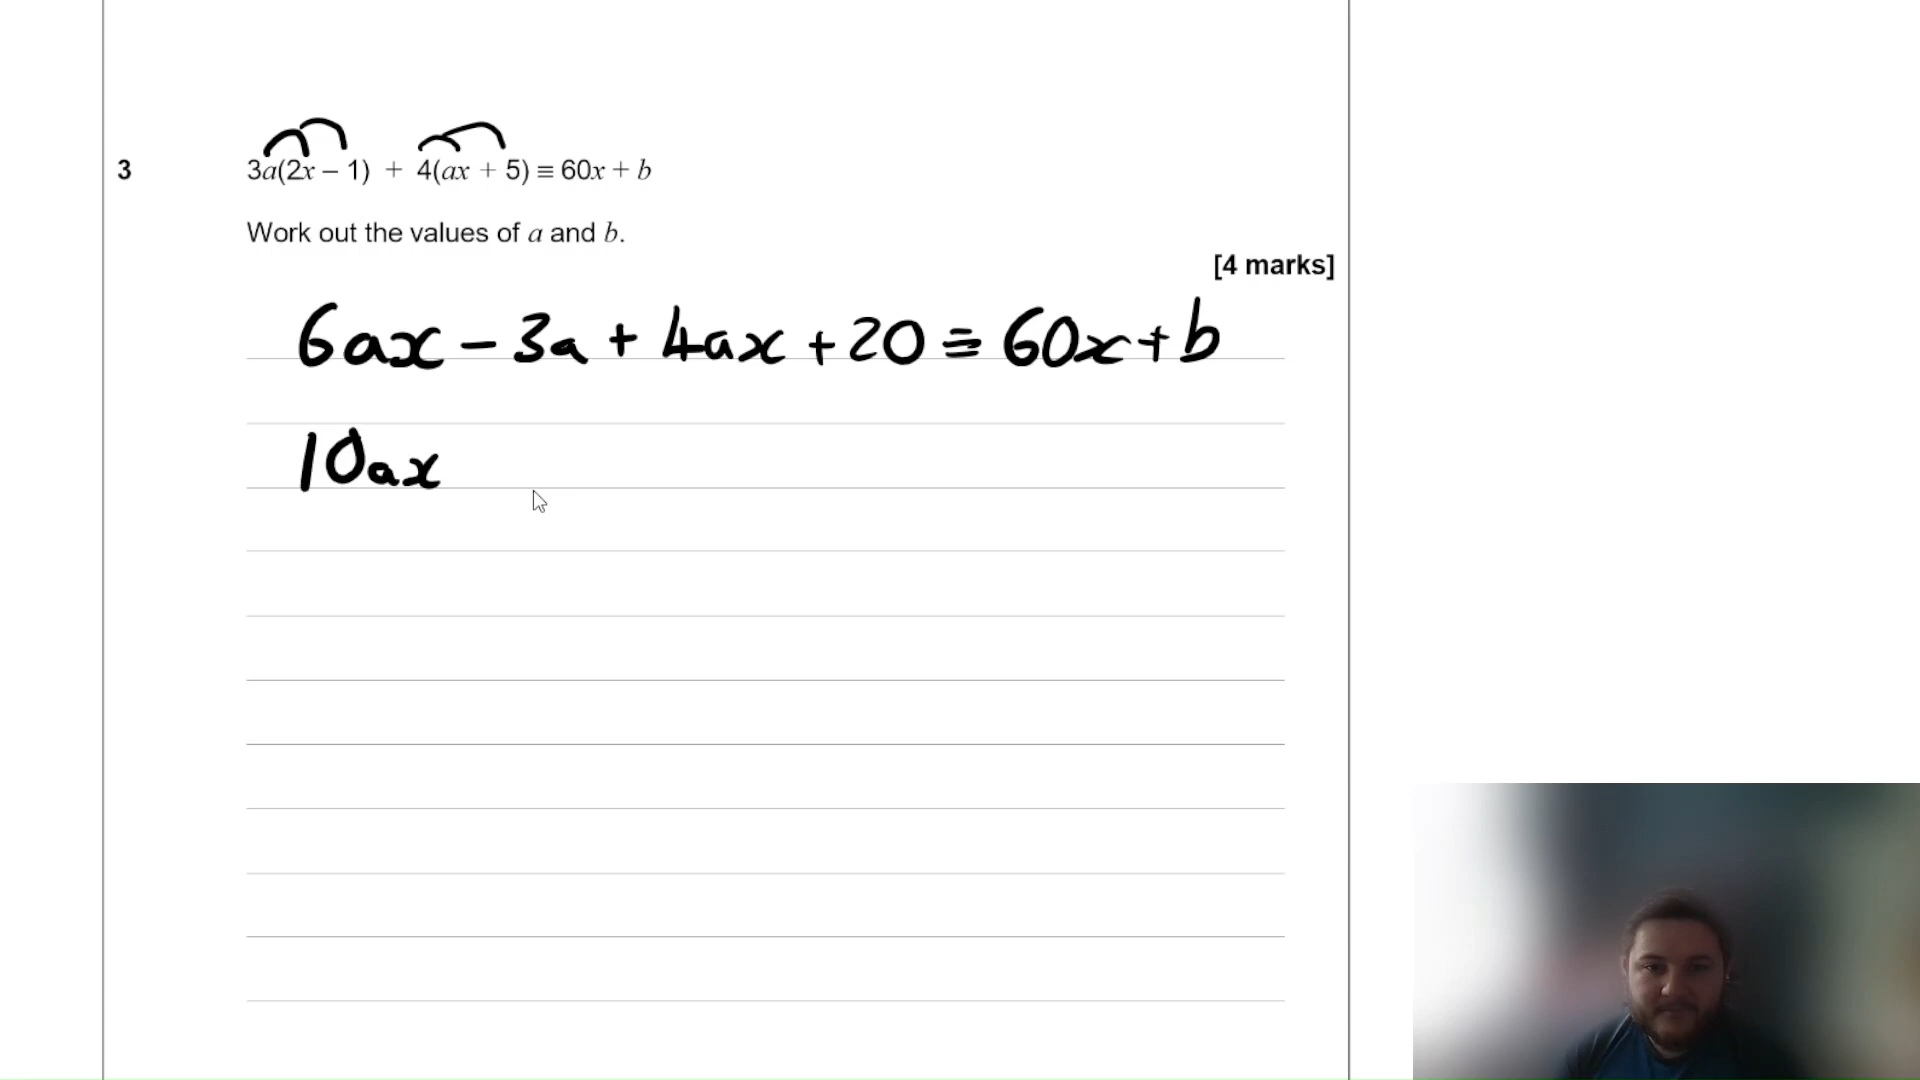 3 3a(2x – 1) + 4(ax + 5) ≡ 60x + b
Work out the values of a and b.
[4 marks]
6ax - 3a + 4ax + 20 ≡ 60x + b
10ax